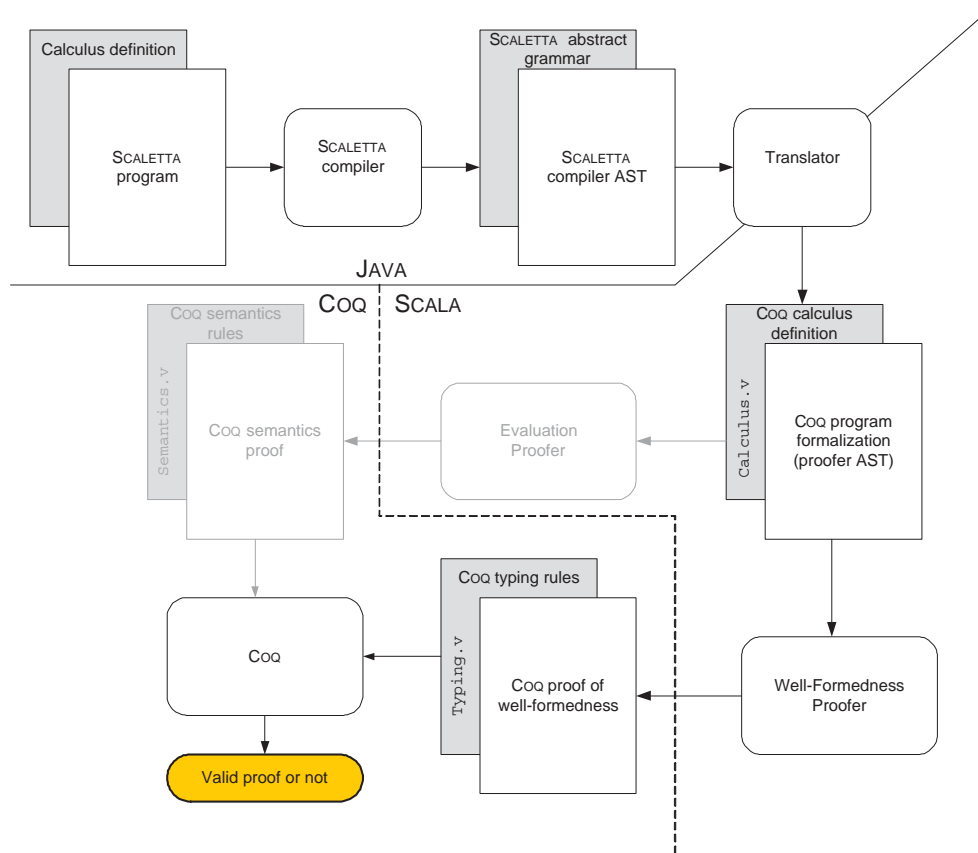 Calculus definition
SCALETTA
program
SCALETTA
compiler
SCALETTA abstract
grammar
SCALETTA
compiler AST
Translator
JAVA
COQ
SCALA
COQ semantics
rules
Semantics.v
COQ semantics
proof
Evaluation
Proofer
COQ calculus
definition
Calculus.v
COQ program
formalization
(proofer AST)
COQ
COQ typing rules
Typing.v
COQ proof of
well-formedness
Well-Formedness
Proofer
Valid proof or not